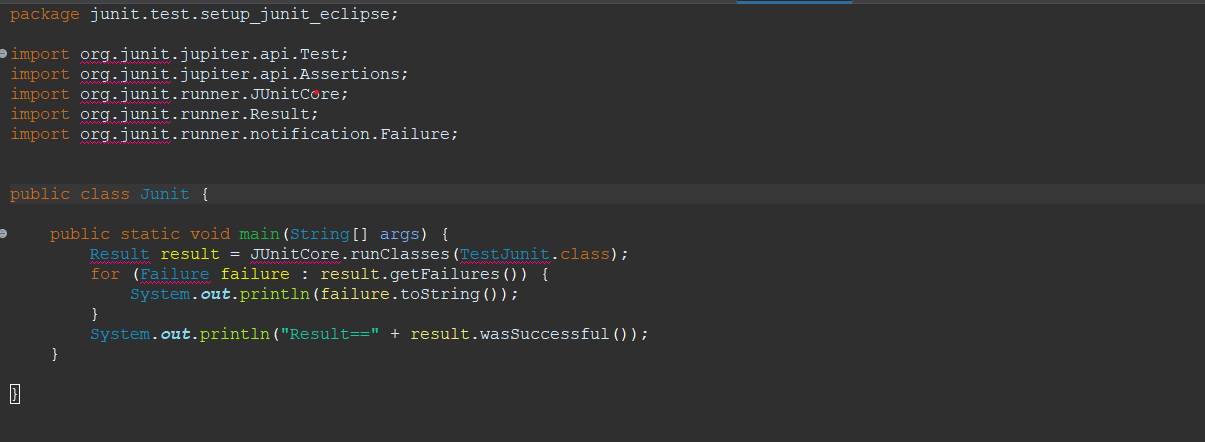 package junit.test.setup_junit_eclipse;
import org.junit.jupiter.api.Test;
import org.junit.jupiter.api.Assertions;
import org.junit.runner.JUnitCore;
import org.junit.runner.Result;
import org.junit.runner.notification.Failure;
public class Junit {
public static void main(String[] args) {
Result result = JUnitCore.runClasses(TestJunit.class);
for (Failure failure : result.getFailures()) {
System.out.println(failure.toString());
}
System.out.println("Result==" + result.wasSuccessful());
}
}